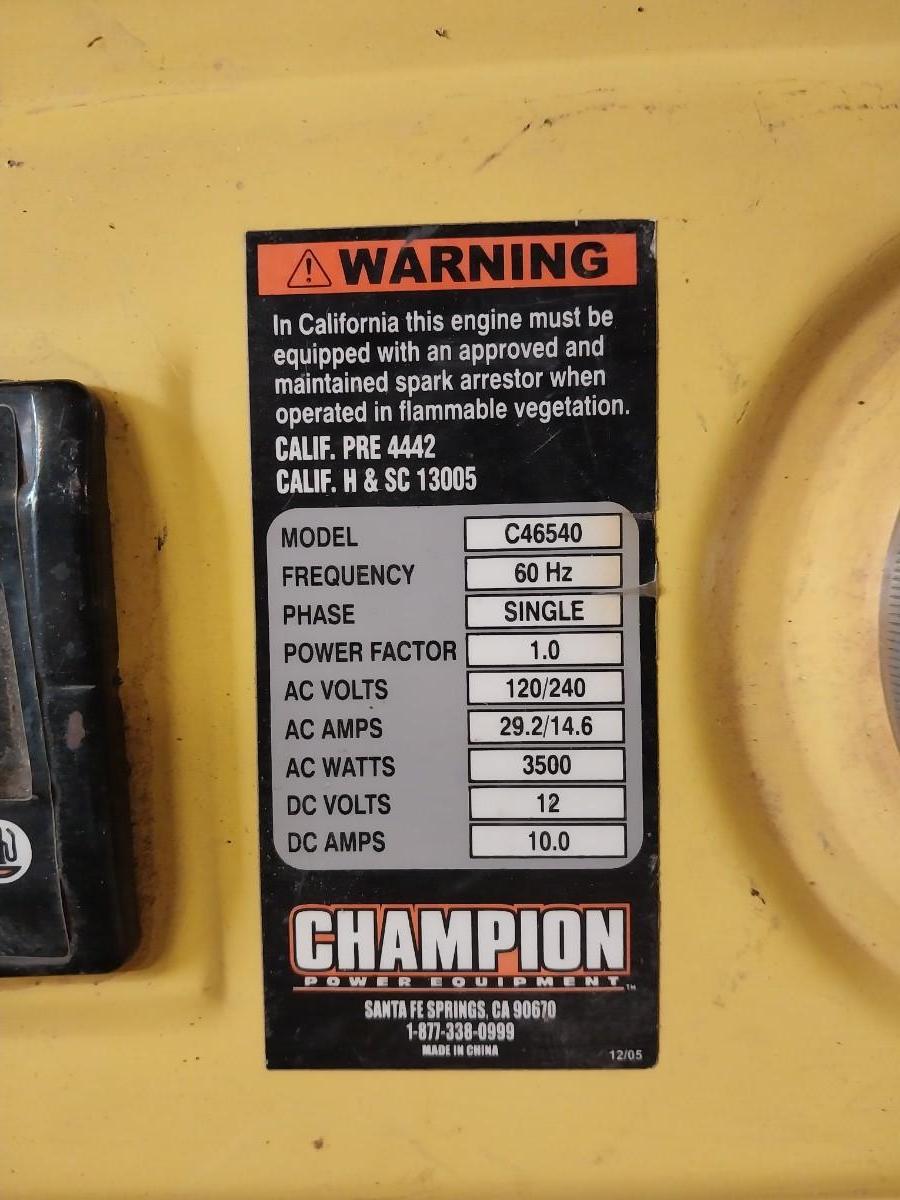 WARNING
In California this engine must be
equipped with an approved and
maintained spark arrestor when
operated in flammable vegetation.
CALIF. PRE 4442
CALIF. H & SC 13005
MODEL C46540
FREQUENCY 60 Hz
PHASE SINGLE
POWER FACTOR 1.0
AC VOLTS 120/240
AC AMPS 29.2/14.6
AC WATTS 3500
DC VOLTS 12
DC AMPS 10.0
CHAMPION
POWER EQUIPMENT™
SANTA FE SPRINGS, CA 90670
1-877-338-0999
MADE IN CHINA 12/05